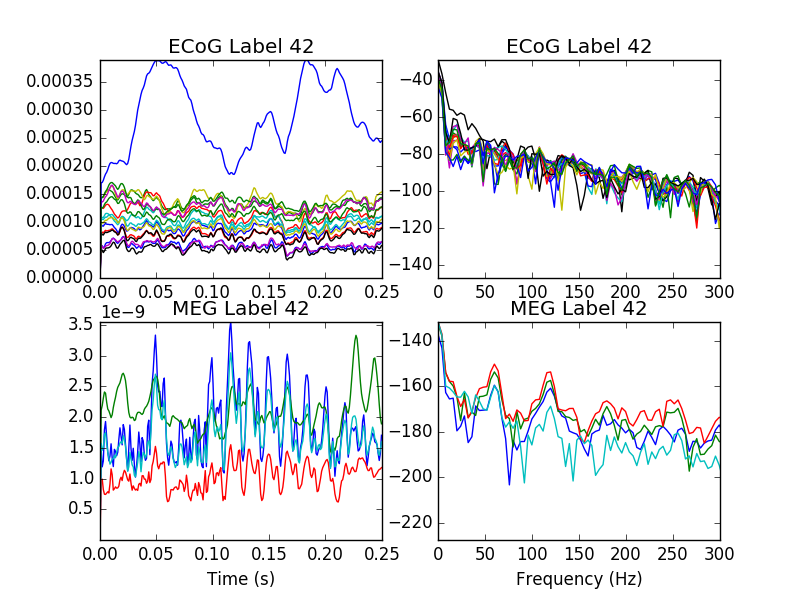 ECoG Label 42
0.00035
0.00030
0.00025
0.00020
0.00015
0.00010
0.00005
0.00000
0.00 0.05 0.10 0.15 0.20 0.25
ECoG Label 42
−40
−60
−80
−100
−120
−140
0 50 100 150 200 250 300
MEG Label 42
1e−9
3.5
3.0
2.5
2.0
1.5
1.0
0.5
0.00 0.05 0.10 0.15 0.20 0.25
Time (s)
MEG Label 42
−140
−160
−180
−200
−220
0 50 100 150 200 250 300
Frequency (Hz)